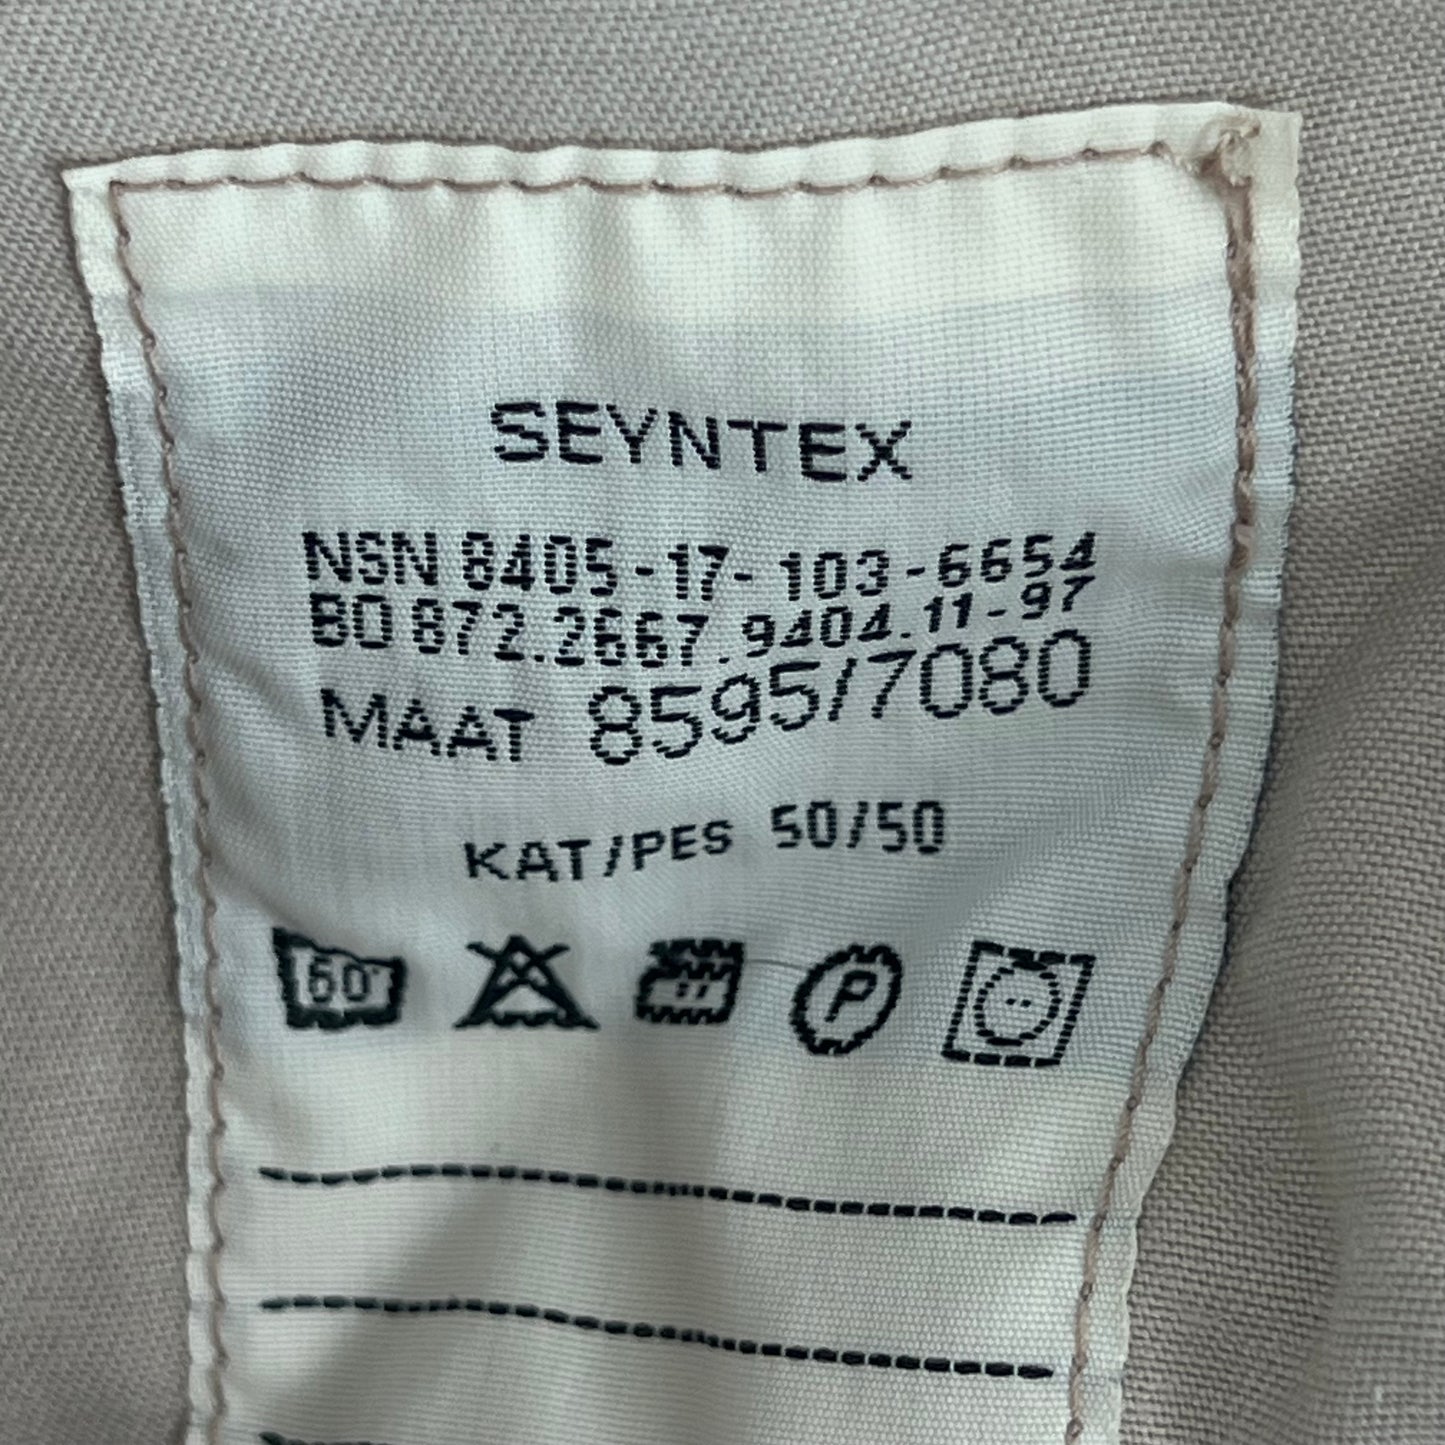 SEYNTEX
NSN 8405-17-103-6654
BO 872.2667.9404.11-97
MAAT 8595/7080
KAT/PES 50/50
60°
P